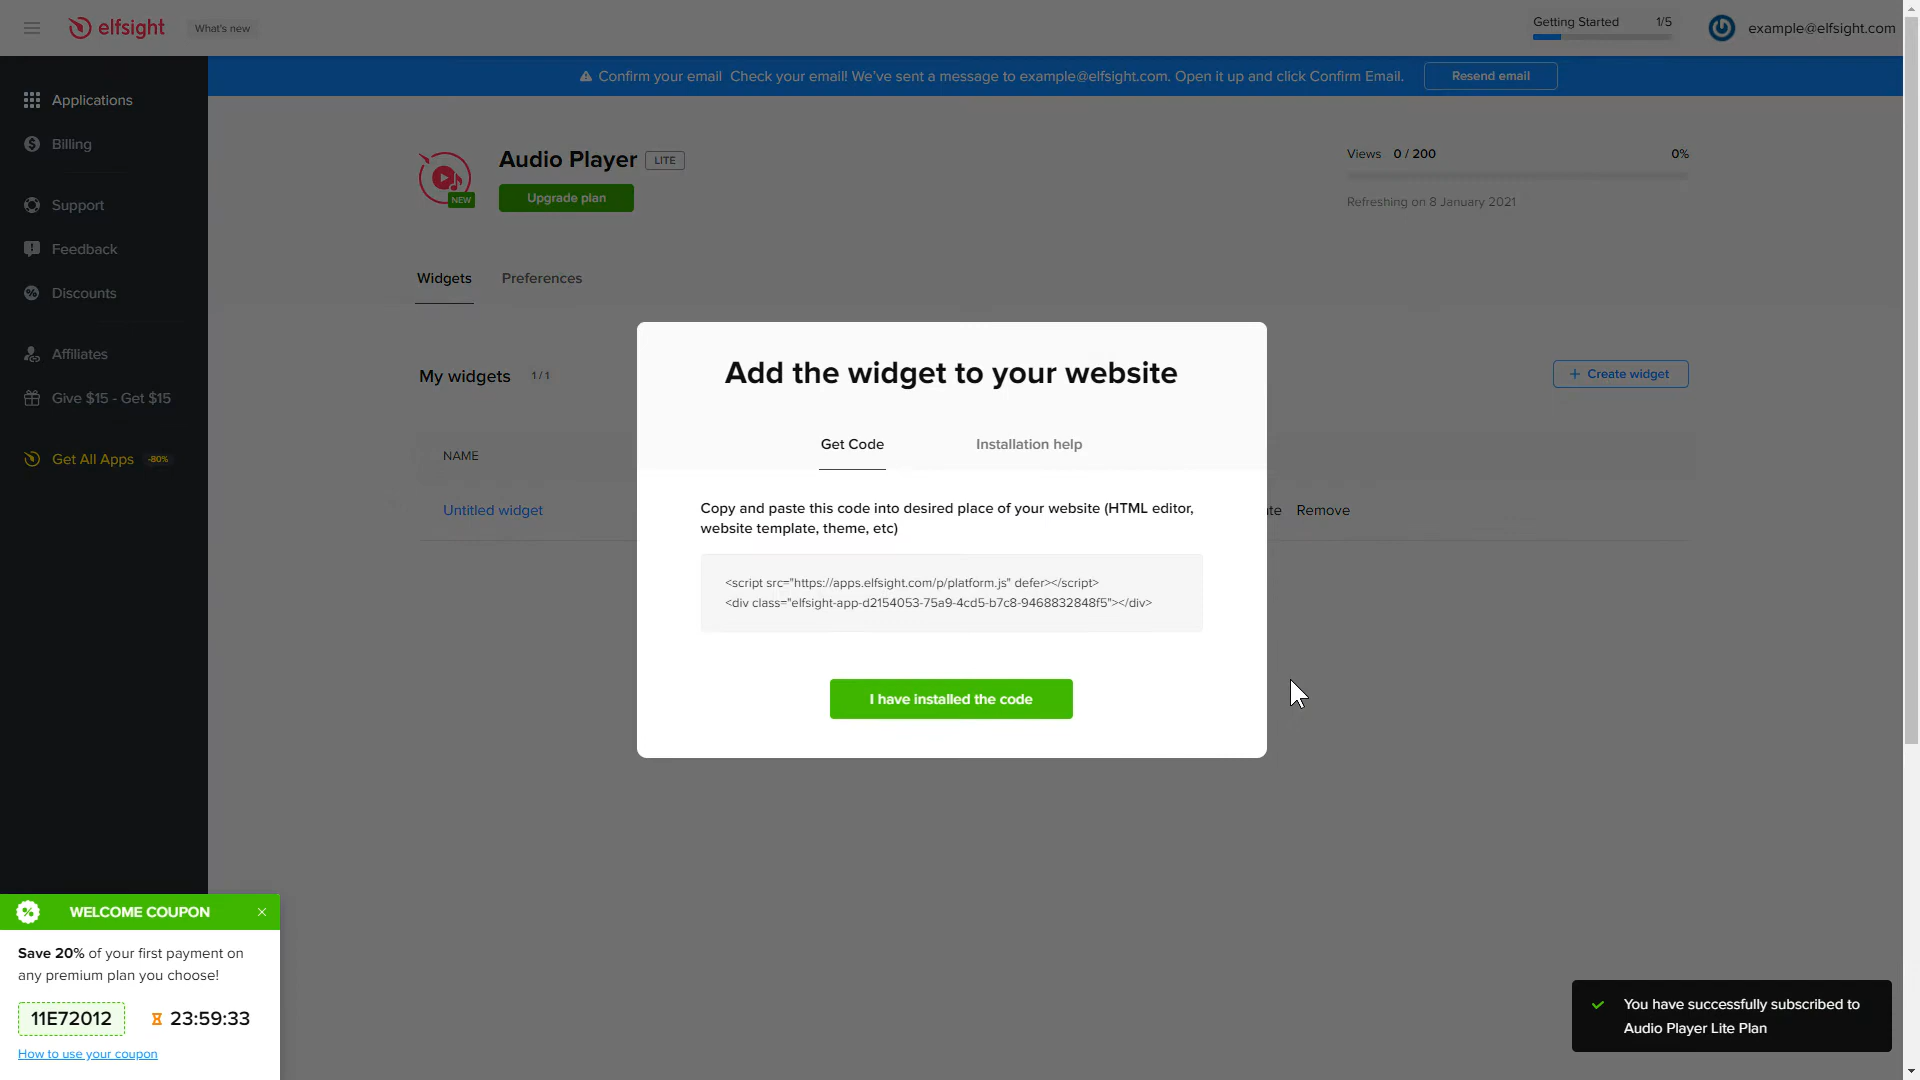 elfsight
What's new
Getting Started 1/5
example@elfsight.com
Confirm your email Check your email! We've sent a message to example@elfsight.com. Open it up and click Confirm Email.
Resend email
Applications
Billing
Support
Feedback
Discounts
Affiliates
Give $15 - Get $15
Get All Apps -80%
Audio Player LITE
NEW
Upgrade plan
Views 0 / 200 0%
Refreshing on 8 January 2021
Widgets Preferences
My widgets 1 / 1
+ Create widget
NAME
Untitled widget
Remove
Add the widget to your website
Get Code Installation help
Copy and paste this code into desired place of your website (HTML editor,
website template, theme, etc)
<script src="https://apps.elfsight.com/p/platform.js" defer></script>
<div class="elfsight-app-d2154053-75a9-4cd5-b7c8-9468832848f5"></div>
I have installed the code
WELCOME COUPON
Save 20% of your first payment on
any premium plan you choose!
11E72012 23:59:33
How to use your coupon
You have successfully subscribed to
Audio Player Lite Plan